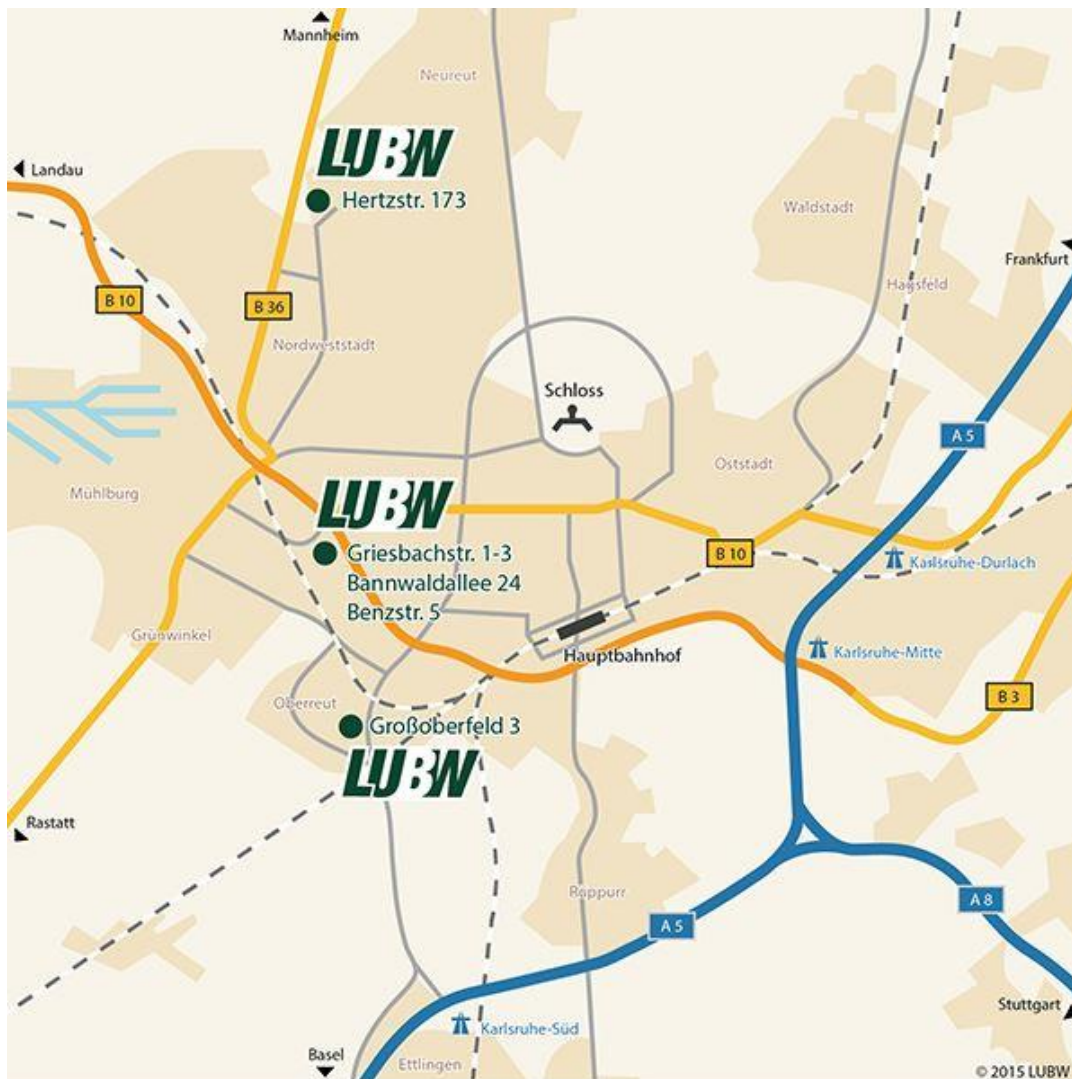 Mannheim
Neureut
LUBW
Landau
Hertzstr. 173
Waldstadt
Frankfurt
Hagsfeld
B 10
B 36
Nordweststadt
Schloss
A 5
Oststadt
Mühlburg
LUBW
Griesbachstr. 1-3
Bannwaldallee 24
Benzstr. 5
B 10
Karlsruhe-Durlach
Grünwinkel
Hauptbahnhof
Karlsruhe-Mitte
Oberreut
B 3
Großoberfeld 3
LUBW
Rastatt
Rüppurr
A 8
A 5
Stuttgart
Karlsruhe-Süd
Basel
Ettlingen
© 2015 LUBW